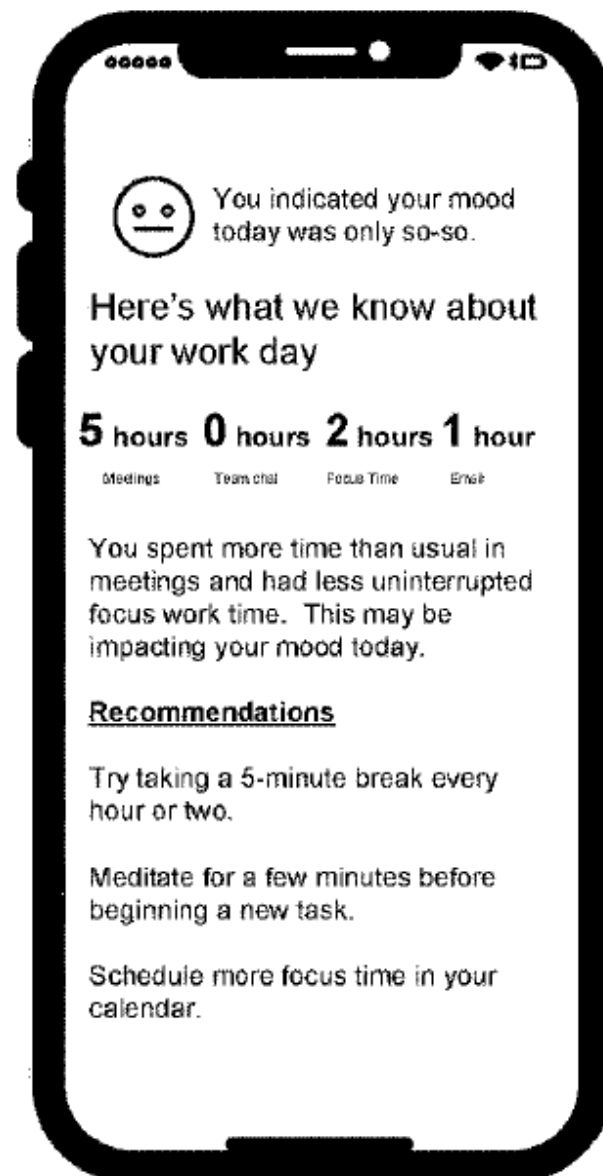 You indicated your mood
today was only so-so.
Here's what we know about
your work day
5 hours 0 hours 2 hours 1 hour
Meetings Team chat Focus Time Email
You spent more time than usual in
meetings and had less uninterrupted
focus work time. This may be
impacting your mood today.
Recommendations
Try taking a 5-minute break every
hour or two.
Meditate for a few minutes before
beginning a new task.
Schedule more focus time in your
calendar.